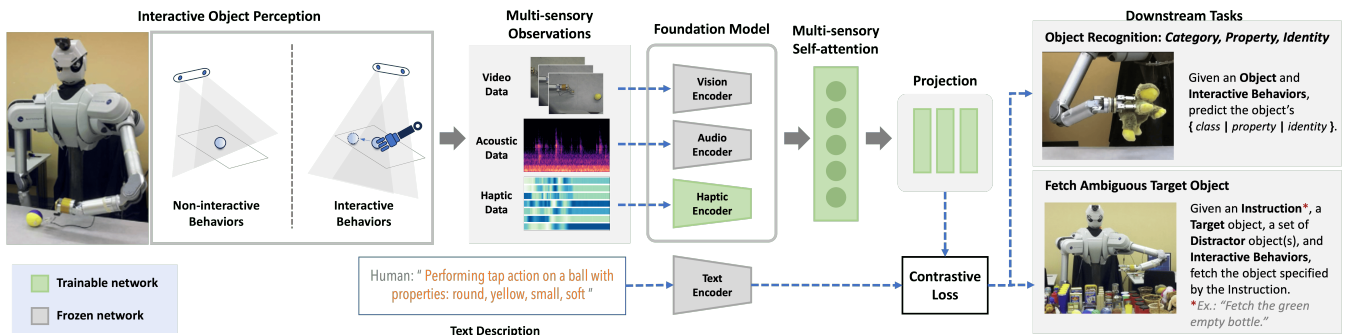 Interactive Object Perception
Non-interactive
Behaviors
Interactive
Behaviors
Multi-sensory
Observations
Video
Data
Acoustic
Data
Haptic
Data
Foundation Model
Vision
Encoder
Audio
Encoder
Haptic
Encoder
Multi-sensory
Self-attention
Projection
Trainable network
Frozen network
Human: “ Performing tap action on a ball with
properties: round, yellow, small, soft ”
Text Description
Text
Encoder
Contrastive
Loss
Downstream Tasks
Object Recognition: Category, Property, Identity
Given an Object and
Interactive Behaviors,
predict the object’s
{ class | property | identity }.
Fetch Ambiguous Target Object
Given an Instruction*, a
Target object, a set of
Distractor object(s), and
Interactive Behaviors,
fetch the object specified
by the Instruction.
*Ex.: “Fetch the green
empty bottle.”